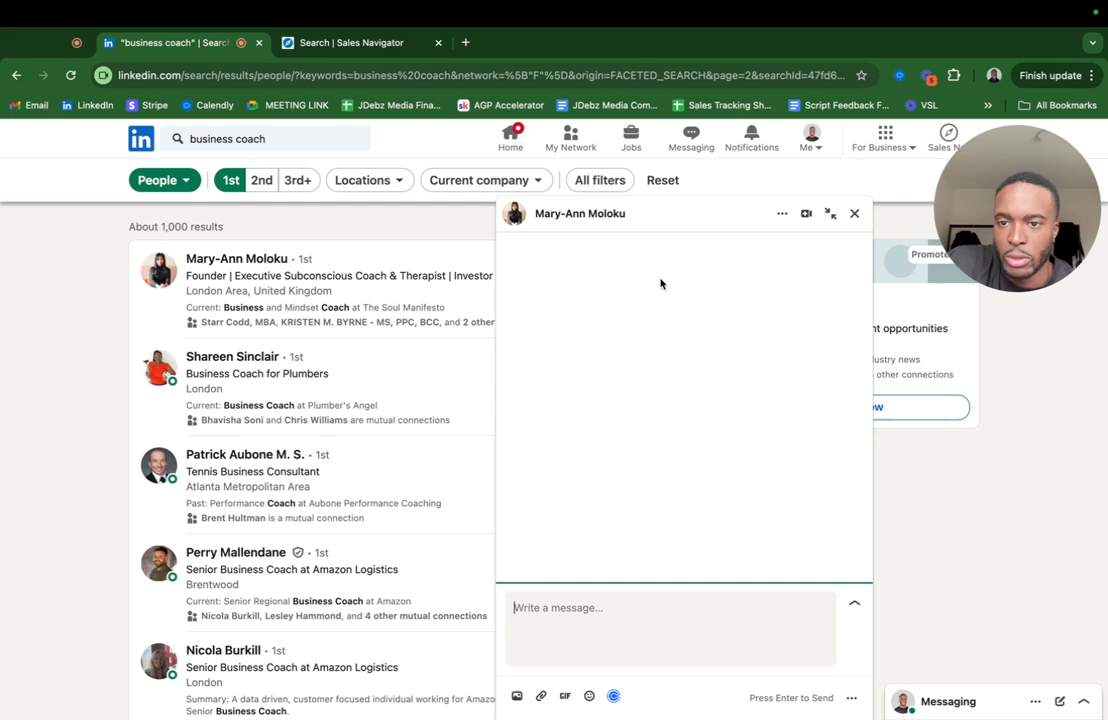 "business coach" | Searc
Search | Sales Navigator
linkedin.com/search/results/people/?keywords=business%20coach&network=%5B"F"%5D&origin=FACETED_SEARCH&page=2&searchId=47fd6...
Finish update
Email
LinkedIn
Stripe
Calendly
MEETING LINK
JDebz Media Fina...
AGP Accelerator
JDebz Media Com...
Sales Tracking Sh...
Script Feedback F...
VSL
All Bookmarks
business coach
Home
My Network
Jobs
Messaging
Notifications
Me
For Business
Sales N
People
1st
2nd
3rd+
Locations
Current company
All filters
Reset
About 1,000 results
Mary-Ann Moloku • 1st
Founder | Executive Subconscious Coach & Therapist | Investor
London Area, United Kingdom
Current: Business and Mindset Coach at The Soul Manifesto
Starr Codd, MBA, KRISTEN M. BYRNE - MS, PPC, BCC, and 2 other
Shareen Sinclair • 1st
Business Coach for Plumbers
London
Current: Business Coach at Plumber's Angel
Bhavisha Soni and Chris Williams are mutual connections
Patrick Aubone M. S. • 1st
Tennis Business Consultant
Atlanta Metropolitan Area
Past: Performance Coach at Aubone Performance Coaching
Brent Hultman is a mutual connection
Perry Mallendane • 1st
Senior Business Coach at Amazon Logistics
Brentwood
Current: Senior Regional Business Coach at Amazon
Nicola Burkill, Lesley Hammond, and 4 other mutual connections
Nicola Burkill • 1st
Senior Business Coach at Amazon Logistics
London
Summary: A data driven, customer focused individual working for Amazo
Senior Business Coach.
Mary-Ann Moloku
Write a message...
GIF
Press Enter to Send
Promote
nt opportunities
dustry news
other connections
ow
Messaging